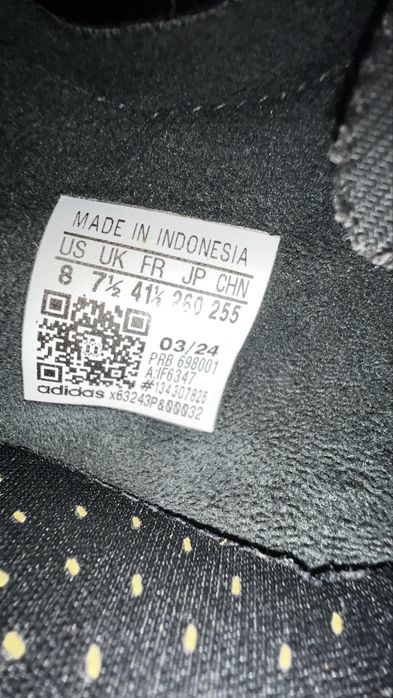 MADE IN INDONESIA
US UK FR JP CHN
8 7½ 41½ 260 255
03/24
PRB 698001
A:IF6347
#134307825
adidas x63243P&00032